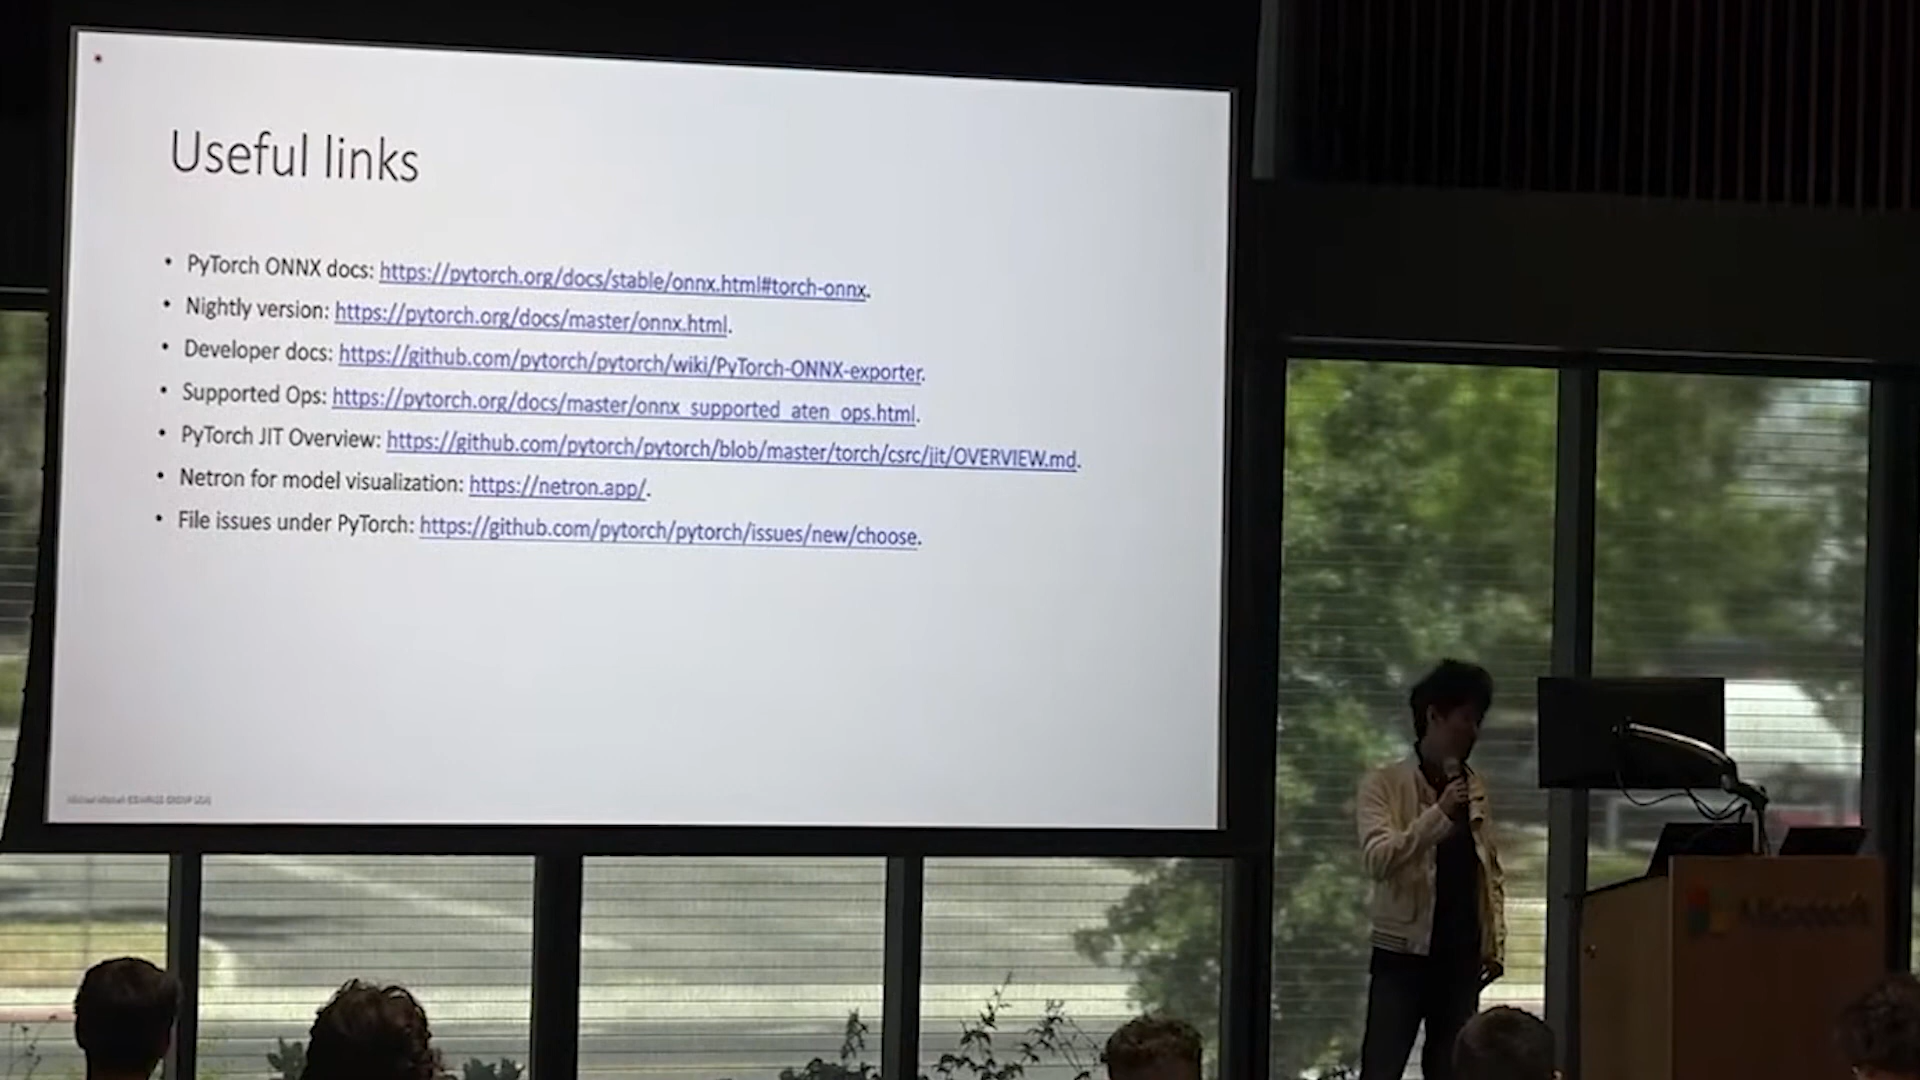 Useful links
• PyTorch ONNX docs: https://pytorch.org/docs/stable/onnx.html#torch-onnx.
• Nightly version: https://pytorch.org/docs/master/onnx.html.
• Developer docs: https://github.com/pytorch/pytorch/wiki/PyTorch-ONNX-exporter.
• Supported Ops: https://pytorch.org/docs/master/onnx_supported_aten_ops.html.
• PyTorch JIT Overview: https://github.com/pytorch/pytorch/blob/master/torch/csrc/jit/OVERVIEW.md.
• Netron for model visualization: https://netron.app/.
• File issues under PyTorch: https://github.com/pytorch/pytorch/issues/new/choose.
Microsoft